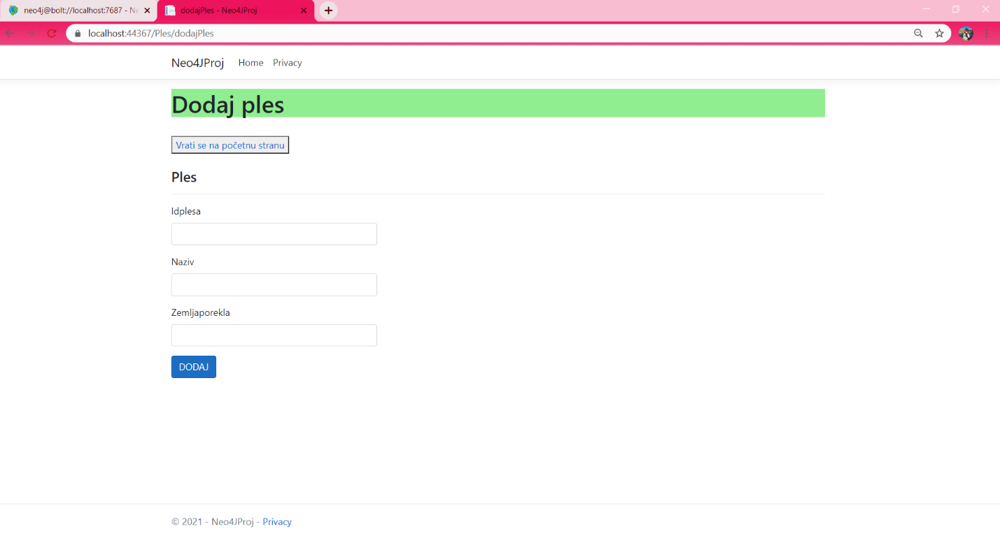 neo4j@bolt://localhost:7687 - Ne
dodajPles - Neo4JProj
localhost:44367/Ples/dodajPles
Neo4JProj Home Privacy
Dodaj ples
Vrati se na početnu stranu
Ples
Idplesa
Naziv
Zemljaporekla
DODAJ
© 2021 - Neo4JProj - Privacy